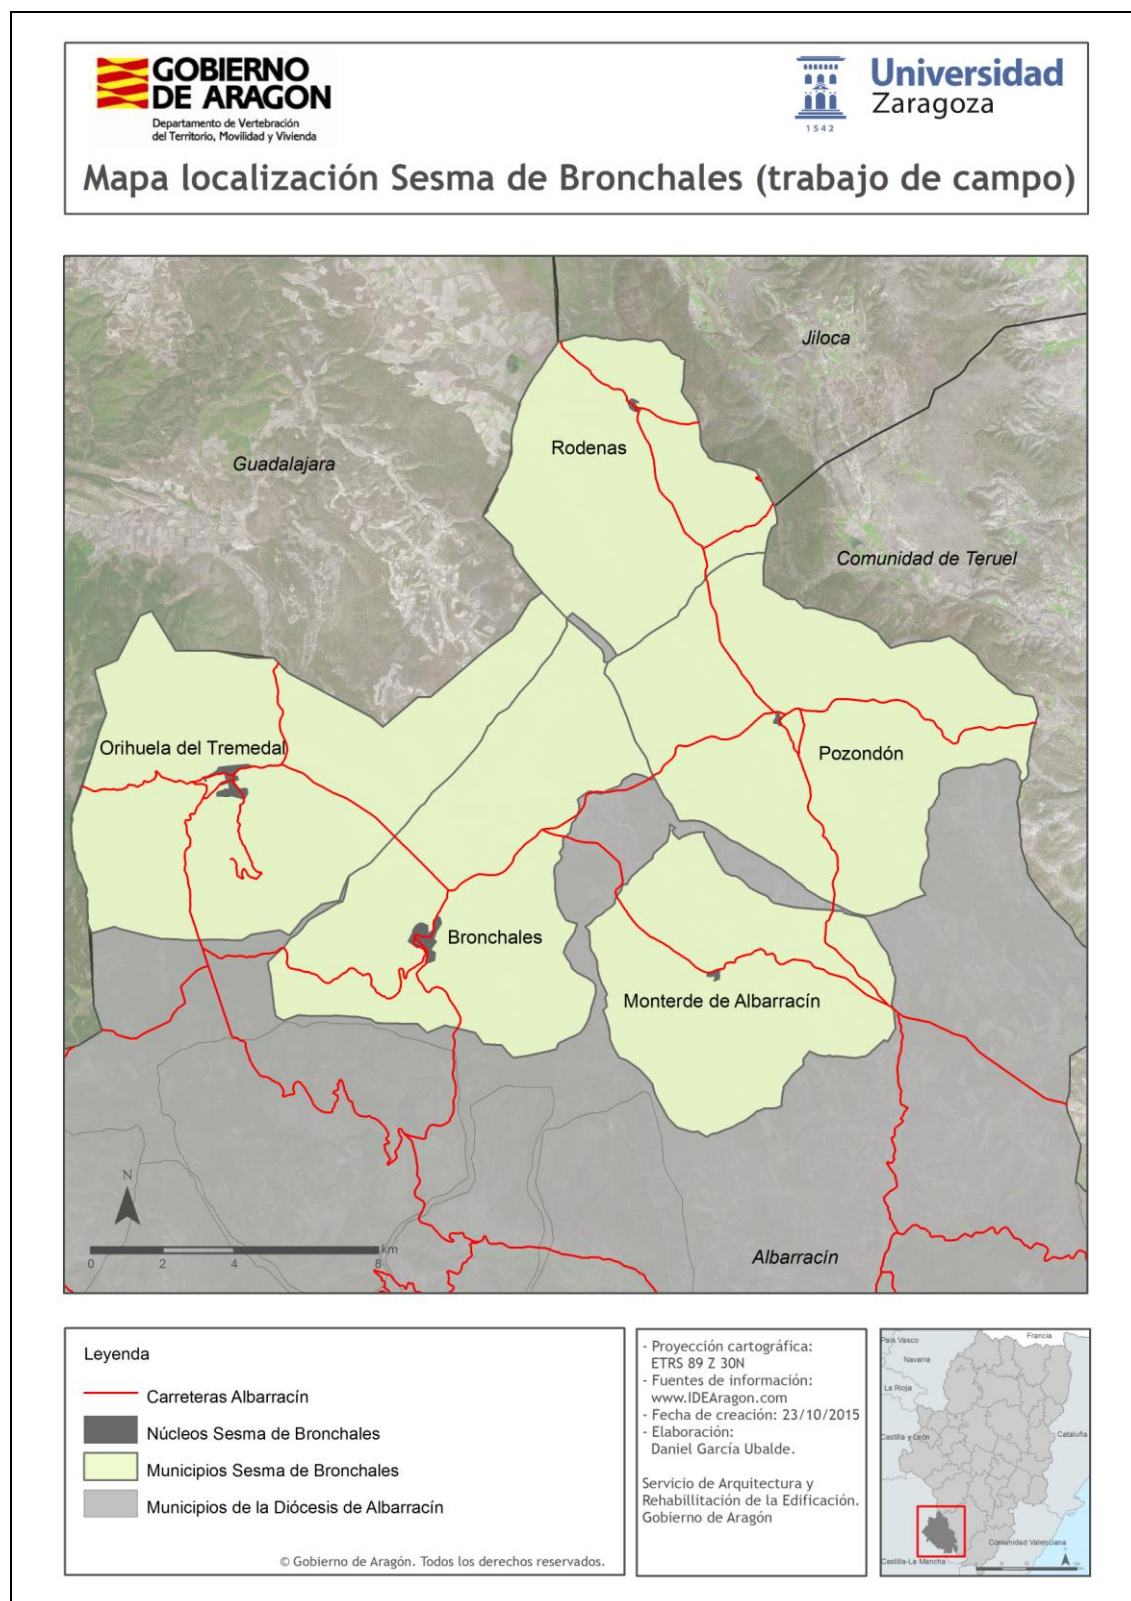 GOBIERNO
DE ARAGON
Departamento de Vertebración
del Territorio, Movilidad y Vivienda
1542
Universidad
Zaragoza
Mapa localización Sesma de Bronchales (trabajo de campo)
Jiloca
Rodenas
Guadalajara
Comunidad de Teruel
Orihuela del Tremedal
Pozondón
Bronchales
Monterde de Albarracín
N
km
0 2 4 8
Albarracín
Leyenda
Carreteras Albarracín
Núcleos Sesma de Bronchales
Municipios Sesma de Bronchales
Municipios de la Diócesis de Albarracín
© Gobierno de Aragón. Todos los derechos reservados.
- Proyección cartográfica:
ETRS 89 Z 30N
- Fuentes de información:
www.IDEAragon.com
- Fecha de creación: 23/10/2015
- Elaboración:
Daniel García Ubalde.
Servicio de Arquitectura y
Rehabillitación de la Edificación.
Gobierno de Aragón
País Vasco
Francia
Navarra
La Rioja
Castilla y León
Cataluña
Comunidad Valenciana
Castilla-La Mancha